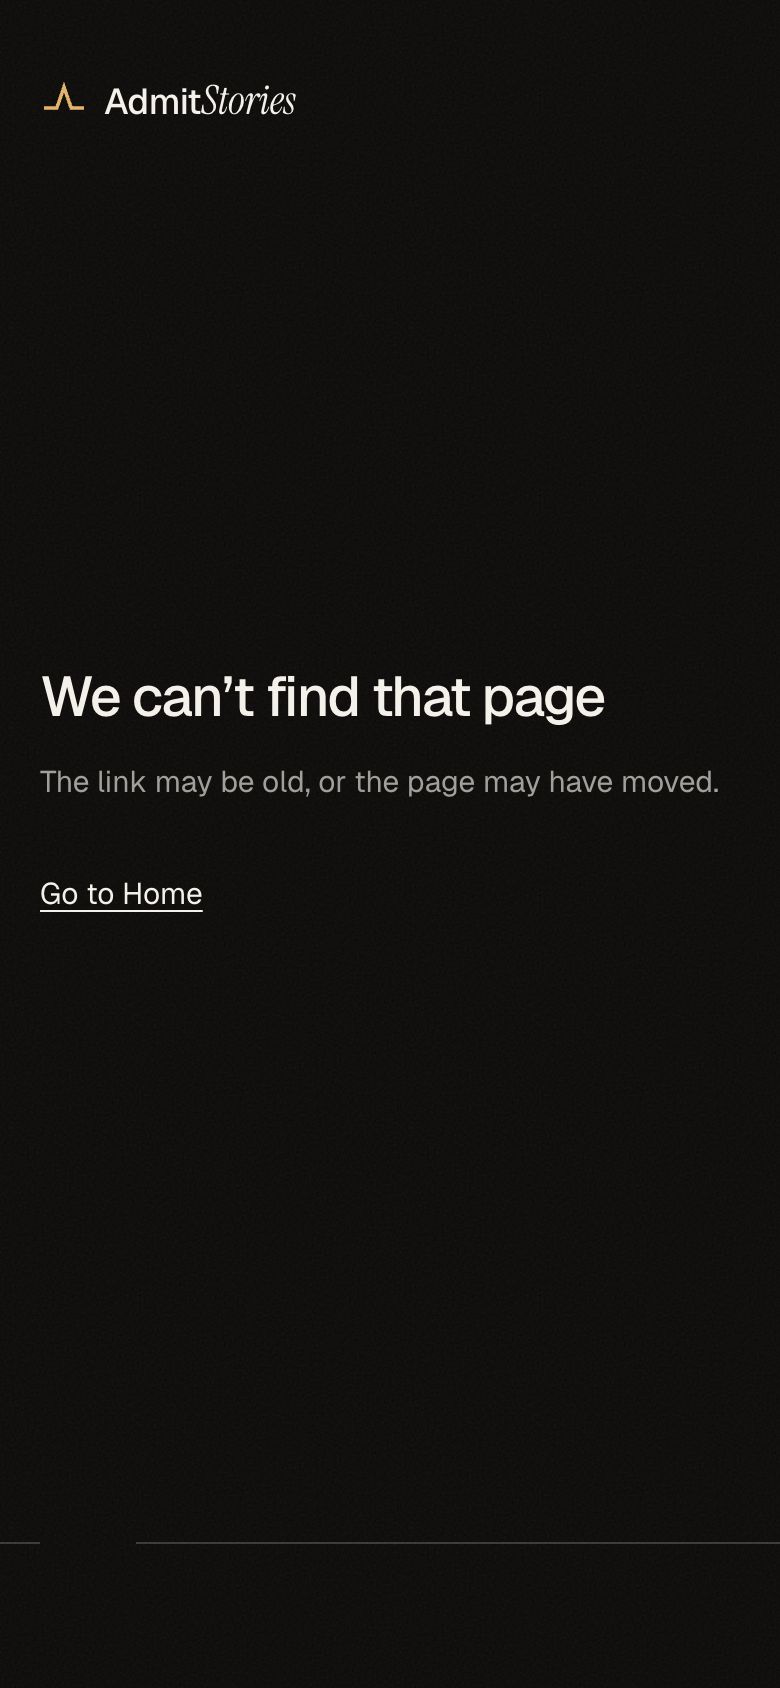 AdmitStories
We can’t find that page
The link may be old, or the page may have moved.
Go to Home